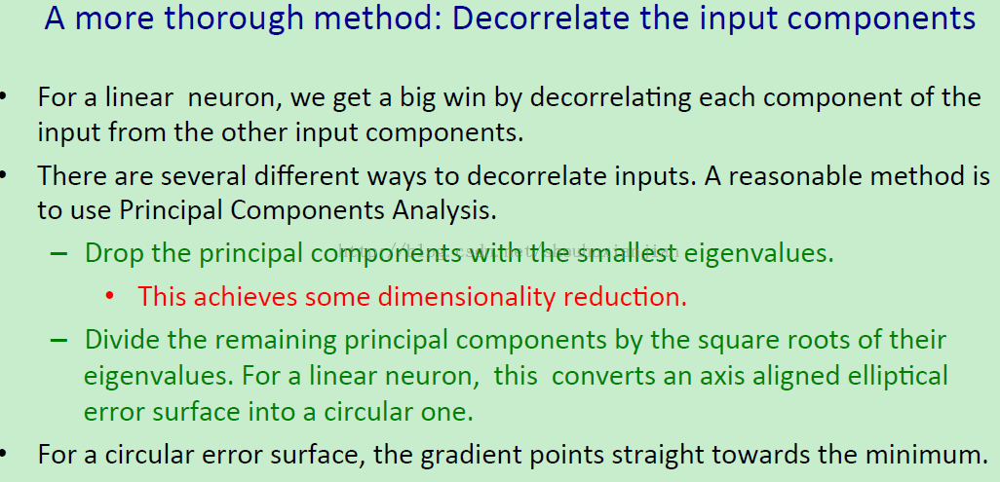 A more thorough method: Decorrelate the input components
• For a linear neuron, we get a big win by decorrelating each component of the
input from the other input components.
• There are several different ways to decorrelate inputs. A reasonable method is
to use Principal Components Analysis.
– Drop the principal components with the smallest eigenvalues.
• This achieves some dimensionality reduction.
– Divide the remaining principal components by the square roots of their
eigenvalues. For a linear neuron, this converts an axis aligned elliptical
error surface into a circular one.
• For a circular error surface, the gradient points straight towards the minimum.